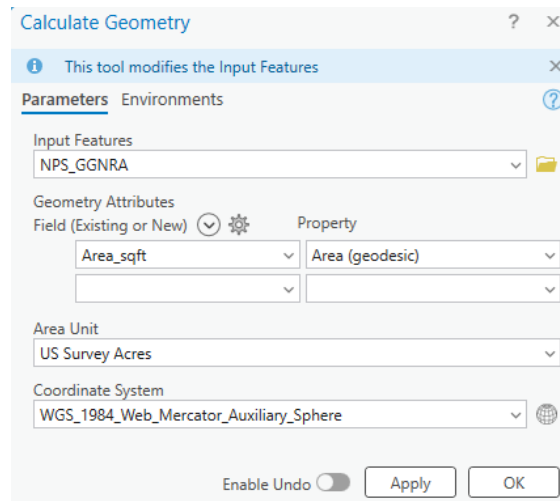 Calculate Geometry
This tool modifies the Input Features
Parameters Environments
Input Features
NPS_GGNRA
Geometry Attributes
Field (Existing or New) Property
Area_sqft Area (geodesic)
Area Unit
US Survey Acres
Coordinate System
WGS_1984_Web_Mercator_Auxiliary_Sphere
Enable Undo Apply OK